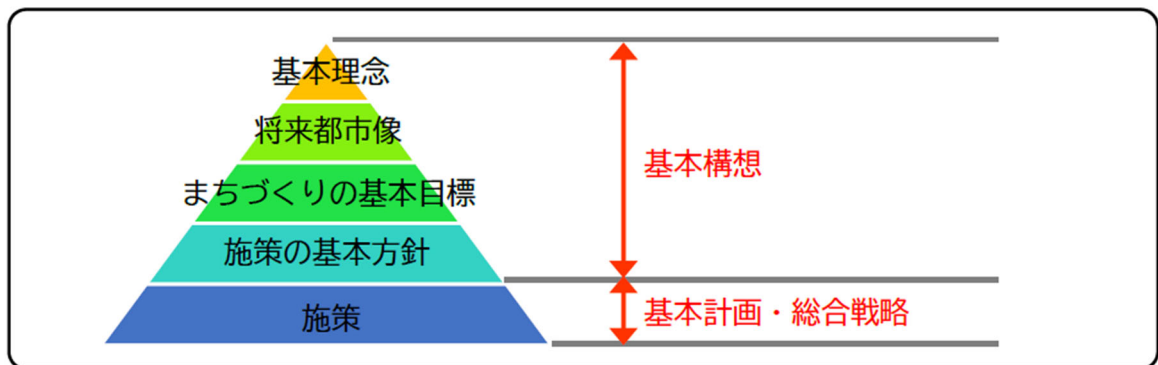 基本理念
将来都市像
まちづくりの基本目標
施策の基本方針
施策
基本構想
基本計画・総合戦略